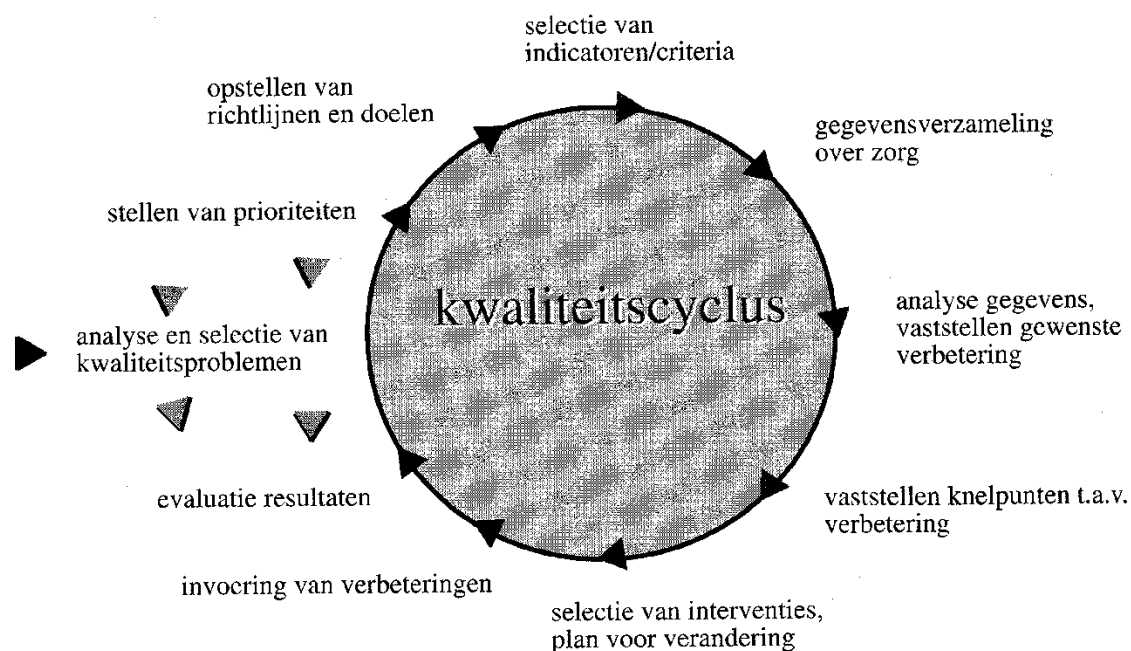 selectie van
indicatoren/criteria
opstellen van
richtlijnen en doelen
gegevensverzameling
over zorg
stellen van prioriteiten
kwaliteitscyclus
analyse en selectie van
kwaliteitsproblemen
analyse gegevens,
vaststellen gewenste
verbetering
evaluatie resultaten
vaststellen knelpunten t.a.v.
verbetering
invoering van verbeteringen
selectie van interventies,
plan voor verandering